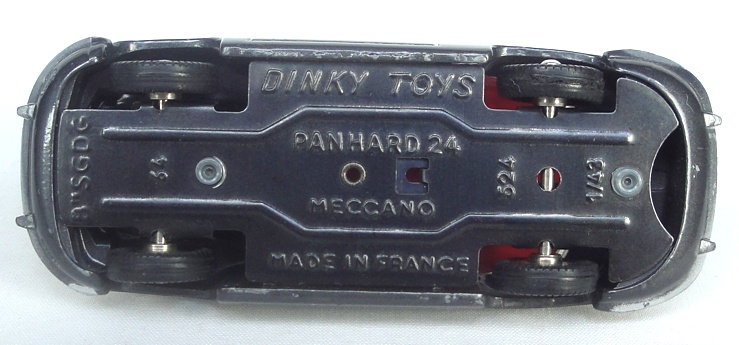 DINKY TOYS
PANHARD 24
MECCANO
MADE IN FRANCE
524
1/43